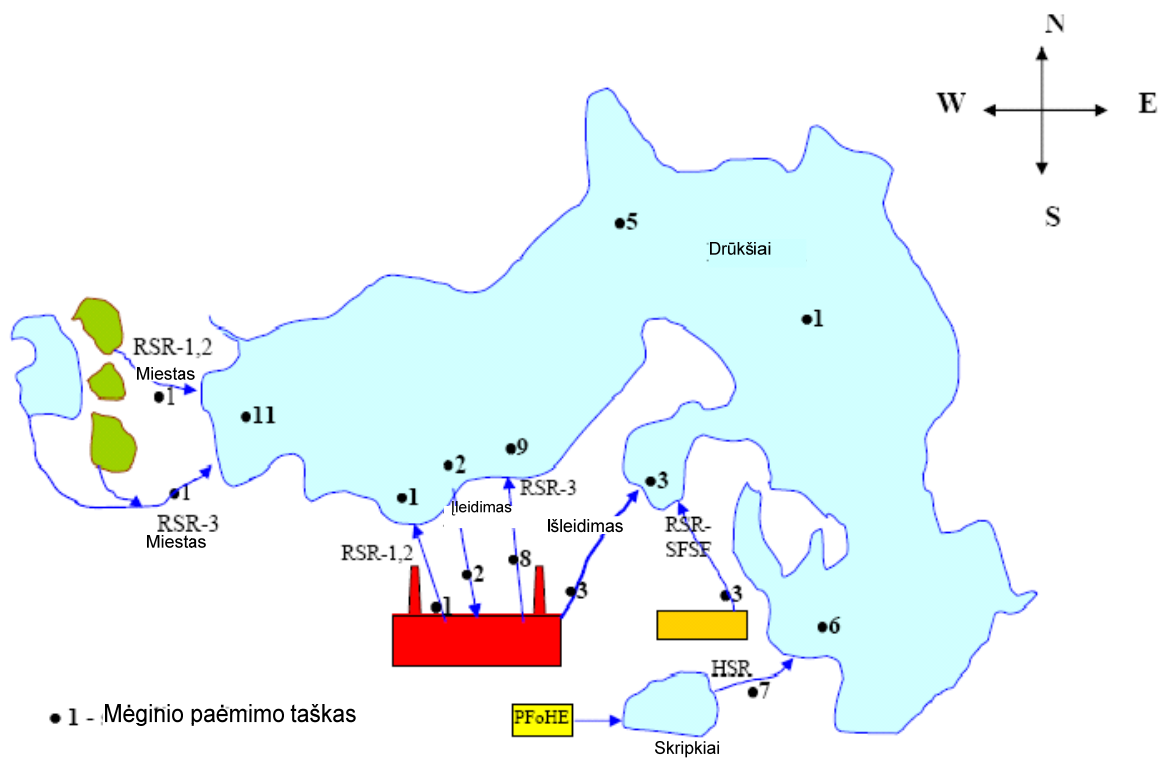 N
W
E
S
5
Drūkšiai
1
RSR-1,2
Miestas
1
11
9
2
3
1
RSR-3
1
Įleidimas
Išleidimas
RSR-3
Miestas
RSR-
SFSF
RSR-1,2
8
2
3
3
1
6
HSR
7
PFoHE
1 - Mėginio paėmimo taškas
Skripkiai